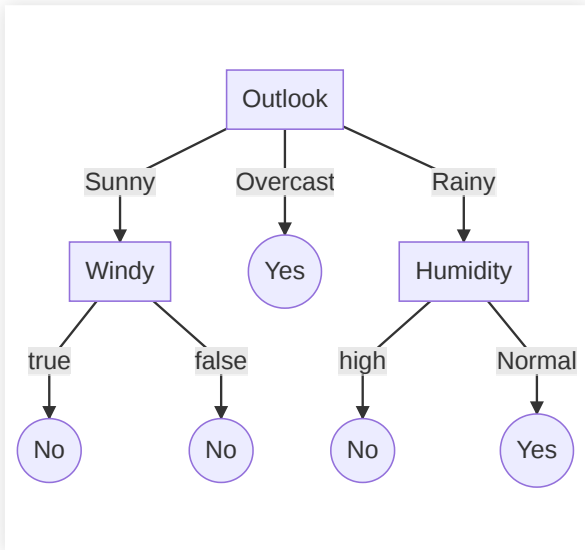 Outlook
Sunny
Overcast
Rainy
Windy
Yes
Humidity
true
false
high
Normal
No
No
No
Yes